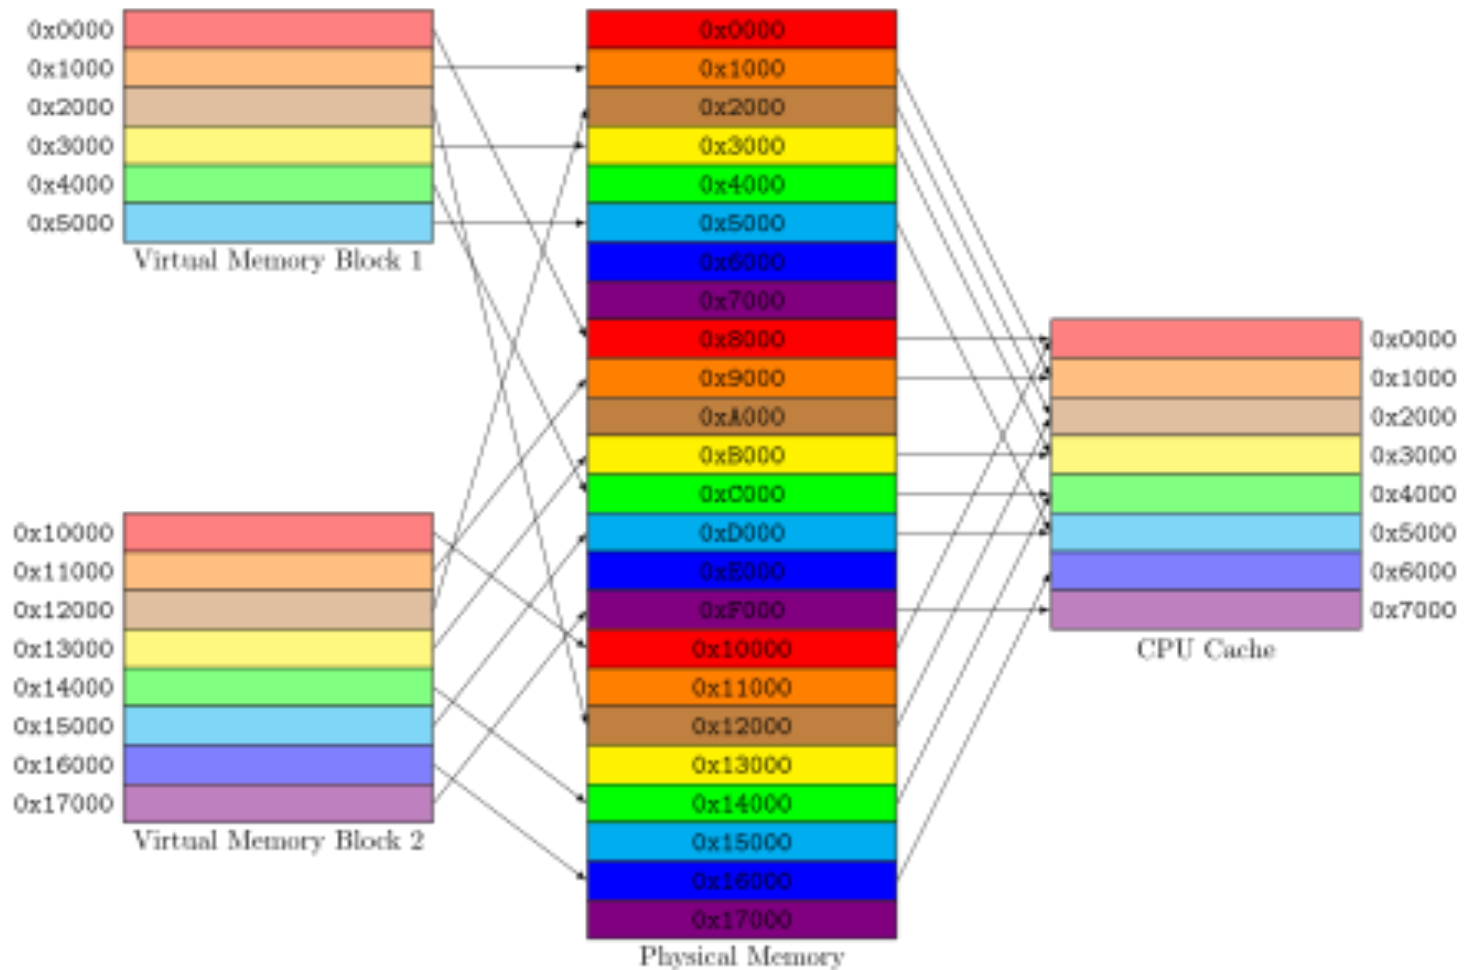 0x0000
0x1000
0x2000
0x3000
0x4000
0x5000
Virtual Memory Block 1
0x10000
0x11000
0x12000
0x13000
0x14000
0x15000
0x16000
0x17000
Virtual Memory Block 2
0x0000
0x1000
0x2000
0x3000
0x4000
0x5000
0x6000
0x7000
0x8000
0x9000
0xA000
0xB000
0xC000
0xD000
0xE000
0xF000
0x10000
0x11000
0x12000
0x13000
0x14000
0x15000
0x16000
0x17000
Physical Memory
0x0000
0x1000
0x2000
0x3000
0x4000
0x5000
0x6000
0x7000
CPU Cache